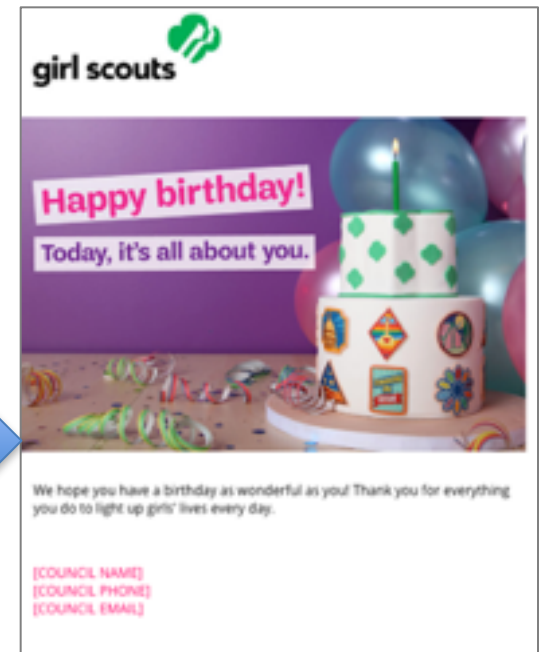 girl scouts
Happy birthday!
Today, it's all about you.
We hope you have a birthday as wonderful as you! Thank you for everything
you do to light up girls' lives every day.
[COUNCIL NAME]
[COUNCIL PHONE]
[COUNCIL EMAIL]